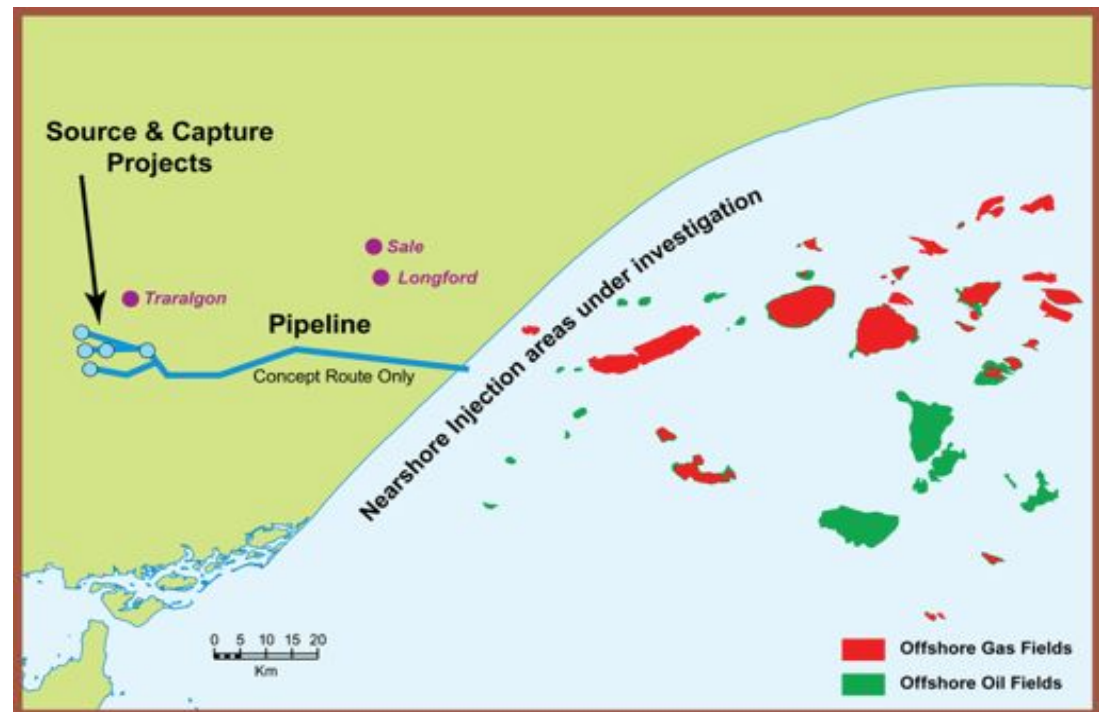 Source & Capture
Projects
Sale
Longford
Traralgon
Pipeline
Concept Route Only
Nearshore Injection areas under investigation
0 5 10 15 20
Km
Offshore Gas Fields
Offshore Oil Fields